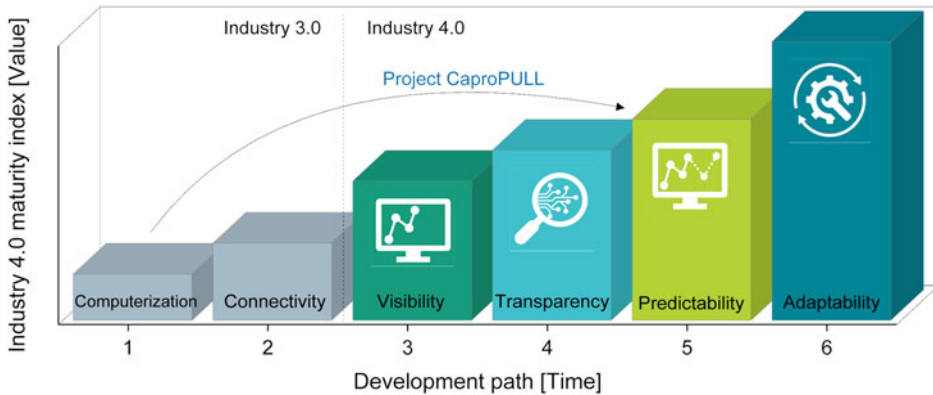 Industry 3.0
Industry 4.0
Project CaproPULL
Industry 4.0 maturity index [Value]
Computerization
Connectivity
Visibility
Transparency
Predictability
Adaptability
1
2
3
4
5
6
Development path [Time]